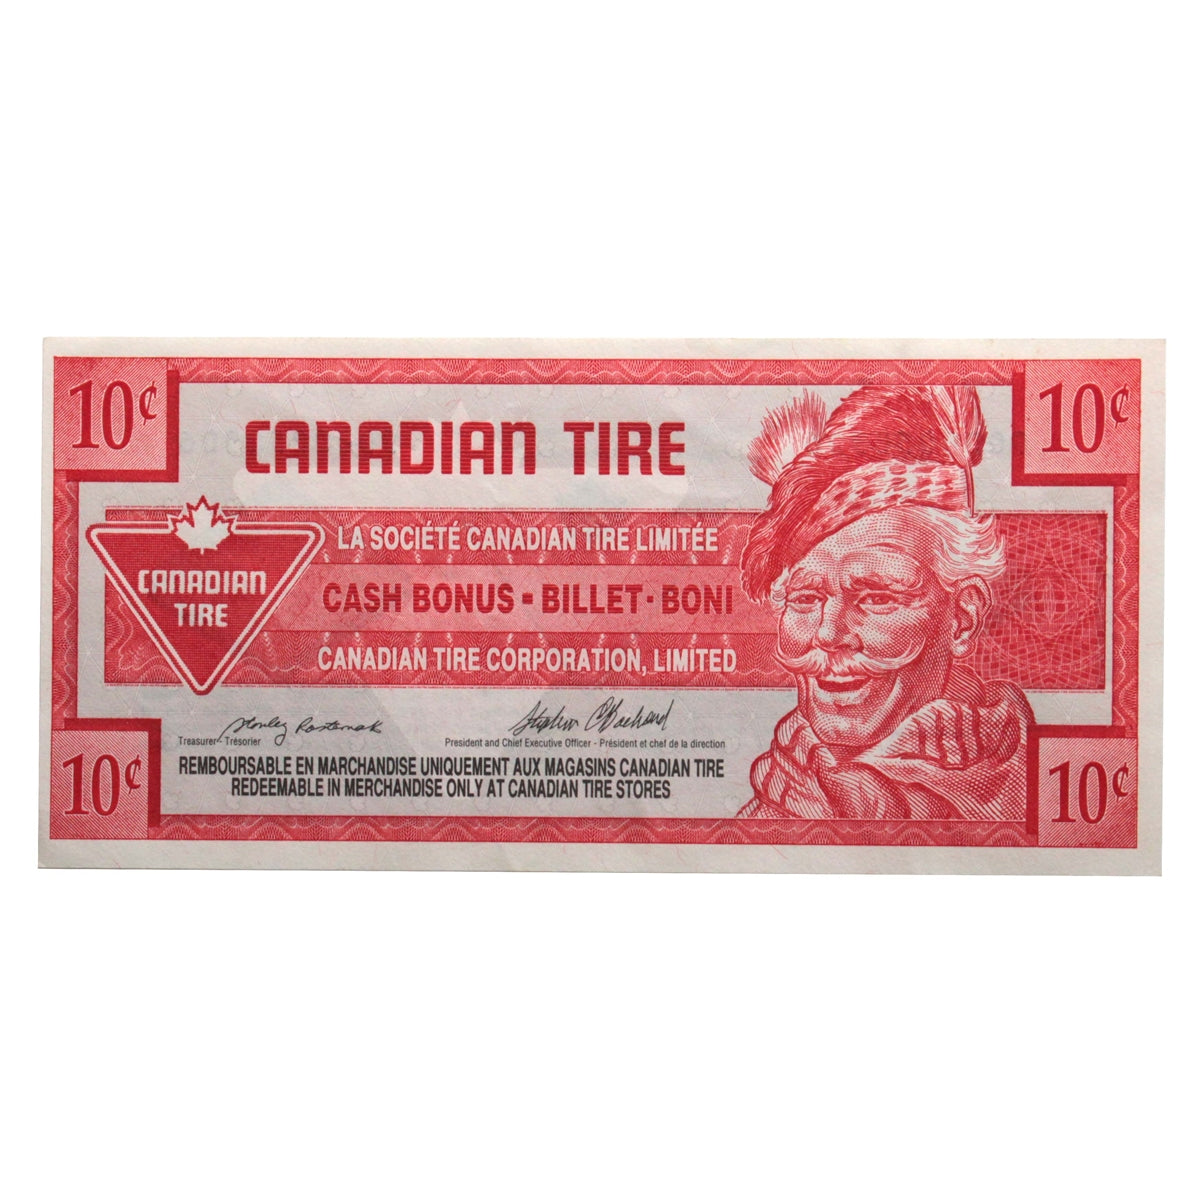 10¢
10¢
CANADIAN TIRE
LA SOCIÉTÉ CANADIAN TIRE LIMITÉE
CANADIAN
TIRE
CASH BONUS - BILLET - BONI
CANADIAN TIRE CORPORATION, LIMITED
Treasurer - Trésorier
President and Chief Executive Officer - Président et chef de la direction
REMBOURSABLE EN MARCHANDISE UNIQUEMENT AUX MAGASINS CANADIAN TIRE
REDEEMABLE IN MERCHANDISE ONLY AT CANADIAN TIRE STORES
10¢
10¢